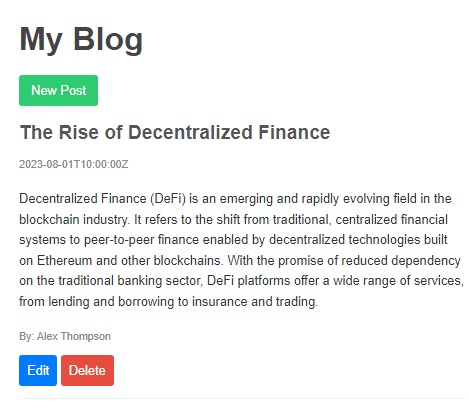 My Blog
New Post
The Rise of Decentralized Finance
2023-08-01T10:00:00Z
Decentralized Finance (DeFi) is an emerging and rapidly evolving field in the
blockchain industry. It refers to the shift from traditional, centralized financial
systems to peer-to-peer finance enabled by decentralized technologies built
on Ethereum and other blockchains. With the promise of reduced dependency
on the traditional banking sector, DeFi platforms offer a wide range of services,
from lending and borrowing to insurance and trading.
By: Alex Thompson
Edit Delete